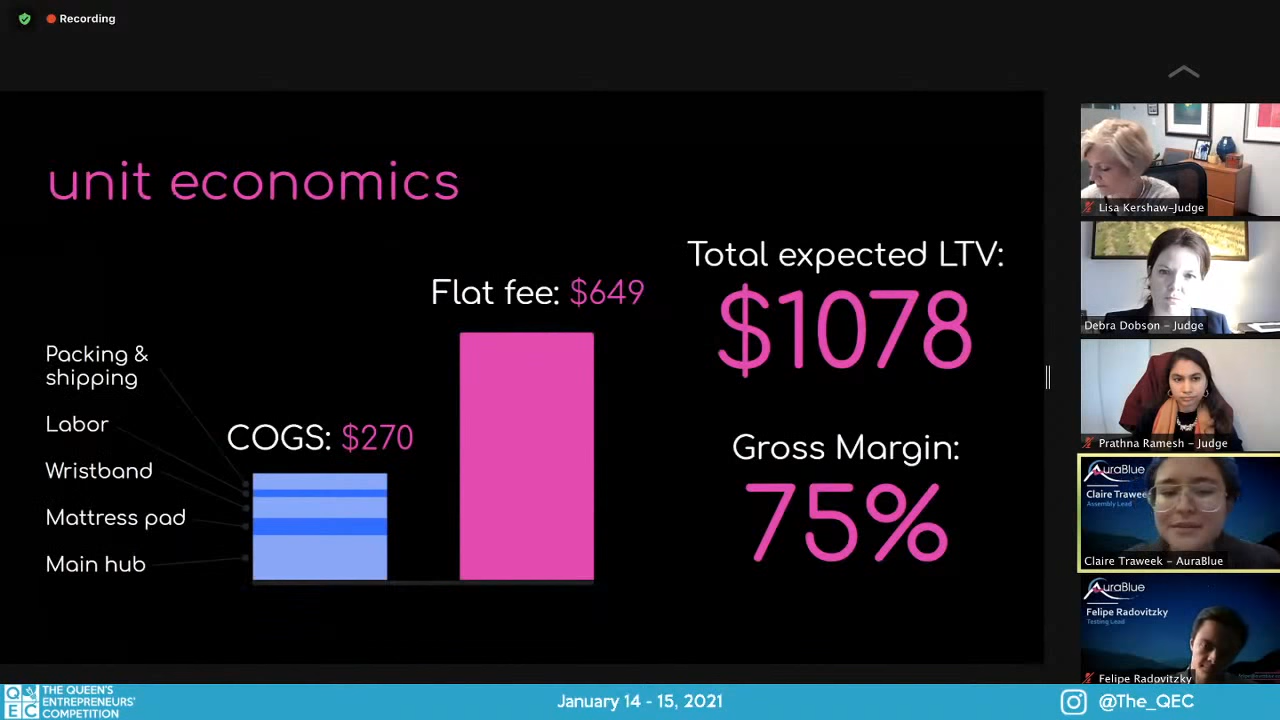 Recording
unit economics
Total expected LTV:
$1078
Flat fee: $649
Packing &
shipping
Labor
COGS: $270
Wristband
Mattress pad
Main hub
Gross Margin:
75%
Lisa Kershaw-Judge
Debra Dobson - Judge
Prathna Ramesh - Judge
AuraBlue
Claire Trawee
Assembly Lead
Claire Traweek - AuraBlue
AuraBlue
Felipe Radovitzky
Testing Lead
Felipe Radovitzky
QEC
THE QUEEN'S
ENTREPRENEURS'
COMPETITION
January 14 - 15, 2021
@The_QEC